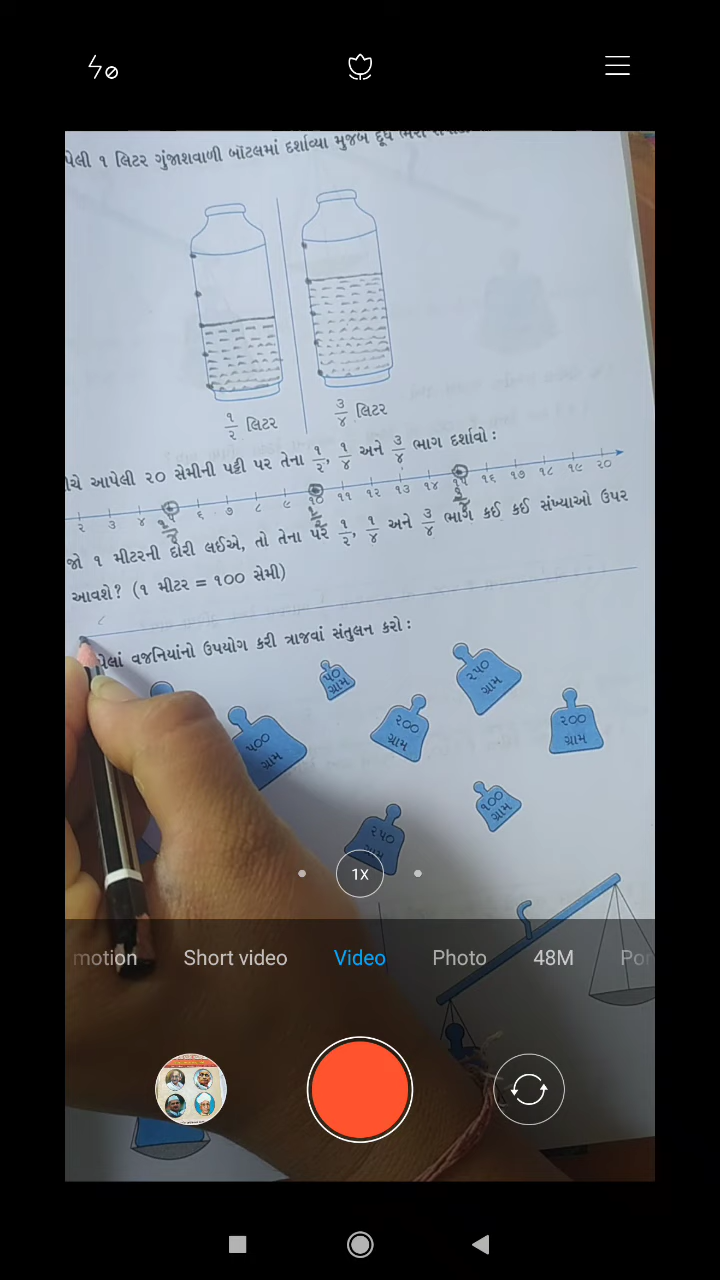 પેલી ૧ લિટર ગુંજાશવાળી બૉટલમાં દર્શાવ્યા મુજબ દૂધ
૧/૨ લિટર
૩/૪ લિટર
ચે આપેલી ૨૦ સેમીની પટ્ટી પર તેના ૧/૨, ૧/૪ અને ૩/૪ ભાગ દર્શાવો :
૨ ૩ ૪ ૫ ૬ ૭ ૮ ૯ ૧૦ ૧૧ ૧૨ ૧૩ ૧૪ ૧૫ ૧૬ ૧૭ ૧૮ ૧૯ ૨૦
જો ૧ મીટરની દોરી લઈએ, તો તેના પર ૧/૨, ૧/૪ અને ૩/૪ ભાગ કઈ કઈ સંખ્યાઓ ઉપર
આવશે? (૧ મીટર = ૧૦૦ સેમી)
પેલાં વજનિયાંનો ઉપયોગ કરી ત્રાજવાં સંતુલન કરો :
૫૦ ગ્રામ
૨૫૦ ગ્રામ
૫૦૦ ગ્રામ
૨૦૦ ગ્રામ
૨૦૦ ગ્રામ
૧૦૦ ગ્રામ
૨૫૦ ગ્રામ
1X
motion Short video Video Photo 48M Por